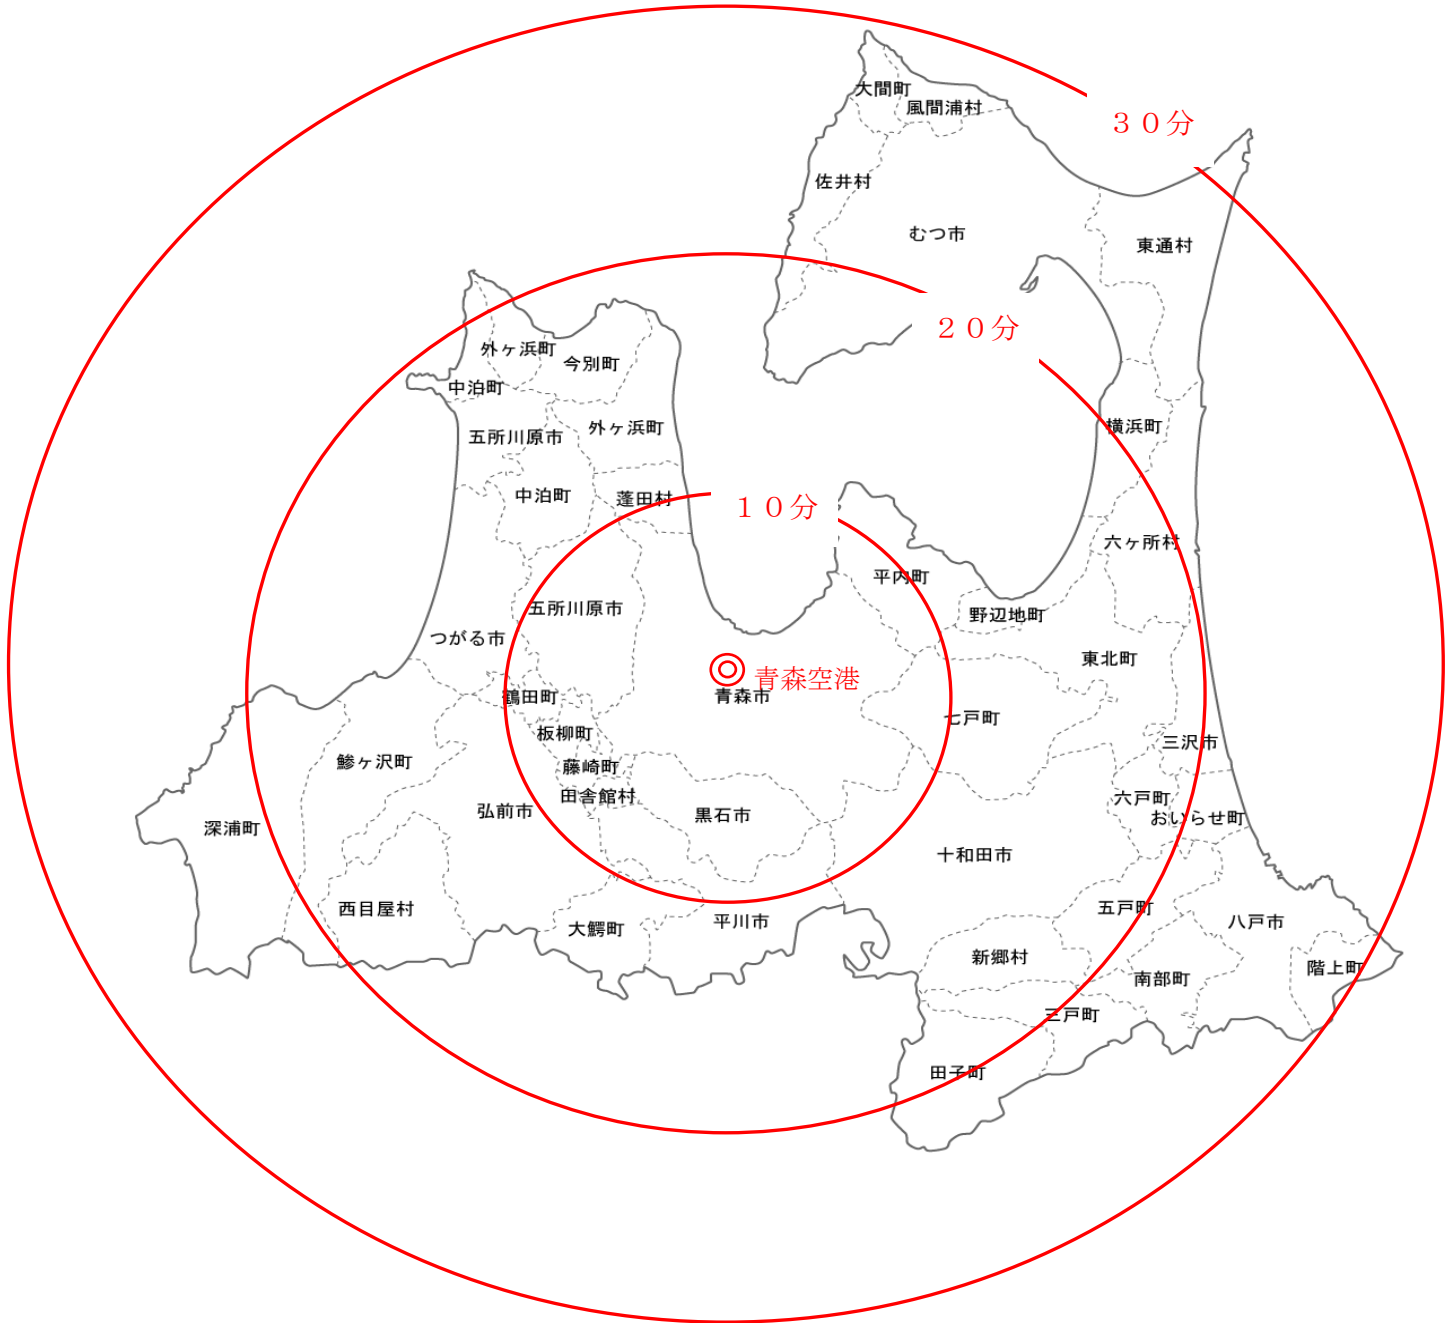 大間町
風間浦村
３０分
佐井村
むつ市
東通村
２０分
外ヶ浜町
今別町
中泊町
横浜町
外ヶ浜町
五所川原市
中泊町
蓬田村
１０分
六ヶ所村
平内町
五所川原市
野辺地町
つがる市
東北町
青森空港
鶴田町
青森市
七戸町
板柳町
三沢市
鰺ヶ沢町
藤崎町
田舎館村
六戸町
弘前市
黒石市
おいらせ町
深浦町
十和田市
西目屋村
五戸町
大鰐町
平川市
八戸市
新郷村
階上町
南部町
三戸町
田子町